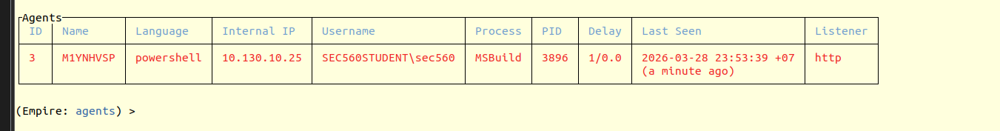 Agents
ID Name Language Internal IP Username Process PID Delay Last Seen Listener
3 M1YNHVSP powershell 10.130.10.25 SEC560STUDENT\sec560 MSBuild 3896 1/0.0 2026-03-28 23:53:39 +07 http
(a minute ago)
(Empire: agents) >